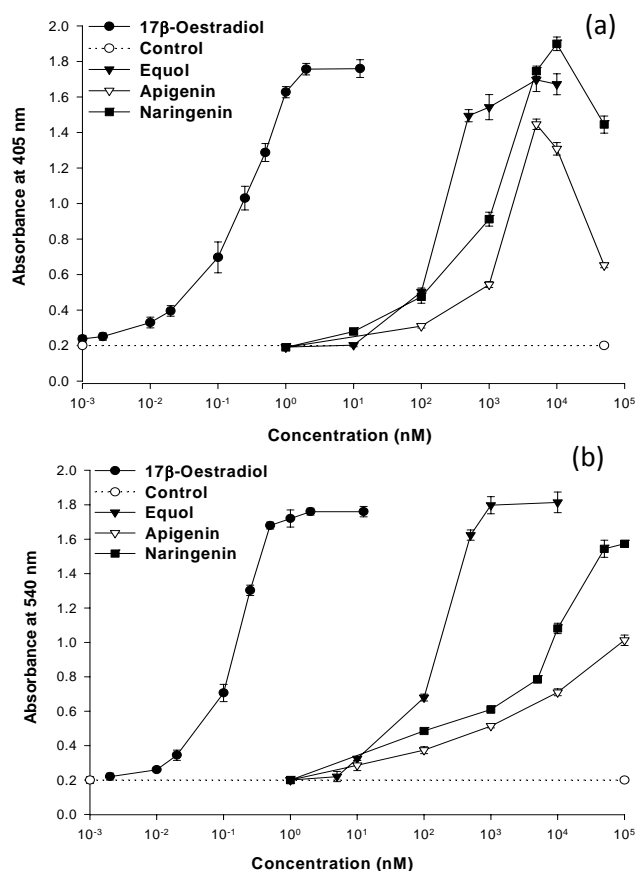 (a)
17β-Oestradiol
Control
Equol
Apigenin
Naringenin
Absorbance at 405 nm
2.0
1.8
1.6
1.4
1.2
1.0
0.8
0.6
0.4
0.2
0.0
10⁻³ 10⁻² 10⁻¹ 10⁰ 10¹ 10² 10³ 10⁴ 10⁵
Concentration (nM)
(b)
17β-Oestradiol
Control
Equol
Apigenin
Naringenin
Absorbance at 540 nm
2.0
1.8
1.6
1.4
1.2
1.0
0.8
0.6
0.4
0.2
0.0
10⁻³ 10⁻² 10⁻¹ 10⁰ 10¹ 10² 10³ 10⁴ 10⁵
Concentration (nM)